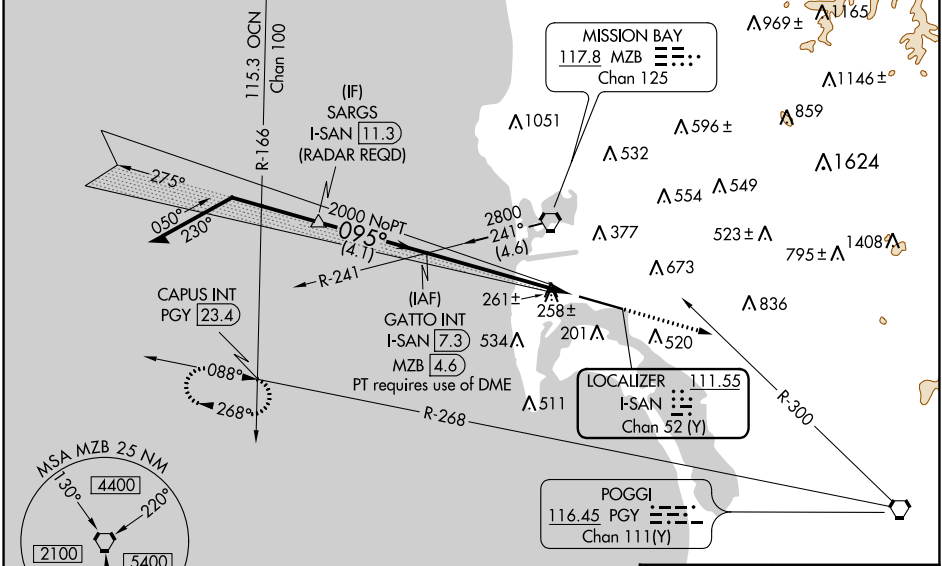 115.3 OCN
Chan 100
R-166
(IF)
SARGS
I-SAN 11.3
(RADAR REQD)
MISSION BAY
117.8 MZB
Chan 125
969±
1165
1146±
859
1051
596±
532
1624
554
549
275°
050°
230°
2000 NoPT
095°
(4.1)
2800
241°
(4.6)
R-241
377
523±
795±
1408
673
CAPUS INT
PGY 23.4
(IAF)
GATTO INT
I-SAN 7.3
MZB 4.6
PT requires use of DME
261±
258±
836
534
201
520
088°
268°
R-268
511
LOCALIZER 111.55
I-SAN
Chan 52 (Y)
R-300
MSA MZB 25 NM
130°
4400
220°
2100
5400
POGGI
116.45 PGY
Chan 111(Y)